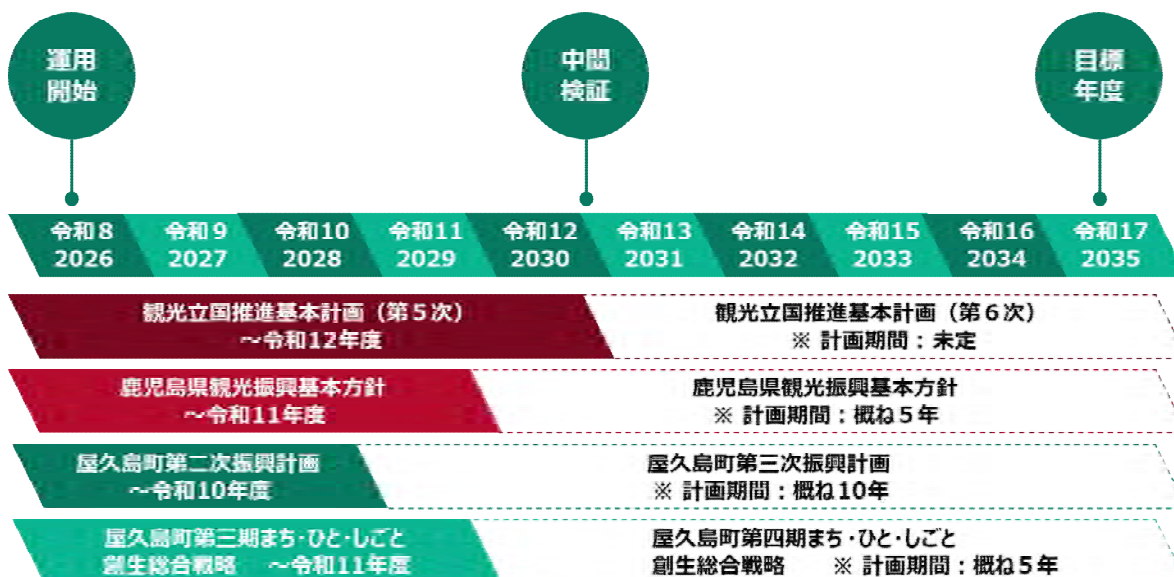 運用
開始
中間
検証
目標
年度
令和8 令和9 令和10 令和11 令和12 令和13 令和14 令和15 令和16 令和17
2026 2027 2028 2029 2030 2031 2032 2033 2034 2035
観光立国推進基本計画（第5次）
～令和12年度
観光立国推進基本計画（第6次）
※ 計画期間：未定
鹿児島県観光振興基本方針
～令和11年度
鹿児島県観光振興基本方針
※ 計画期間：概ね5年
屋久島町第二次振興計画
～令和10年度
屋久島町第三次振興計画
※ 計画期間：概ね10年
屋久島町第三期まち・ひと・しごと
創生総合戦略 ～令和11年度
屋久島町第四期まち・ひと・しごと
創生総合戦略 ※ 計画期間：概ね5年